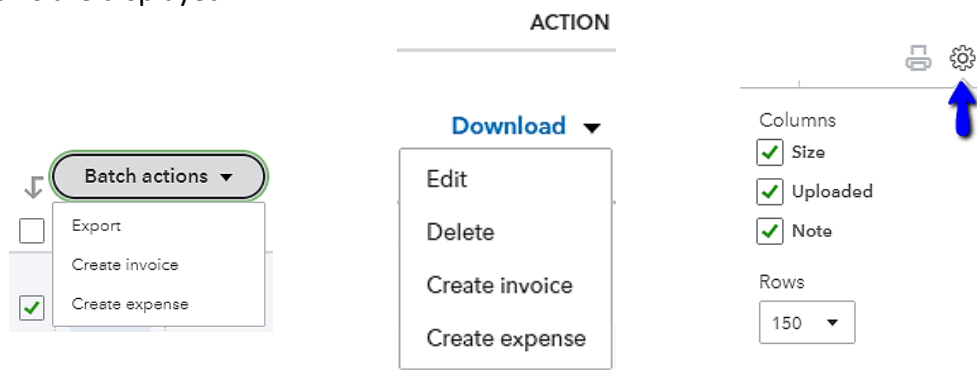 ACTION
Batch actions
Export
Create invoice
Create expense
Download
Edit
Delete
Create invoice
Create expense
Columns
Size
Uploaded
Note
Rows
150